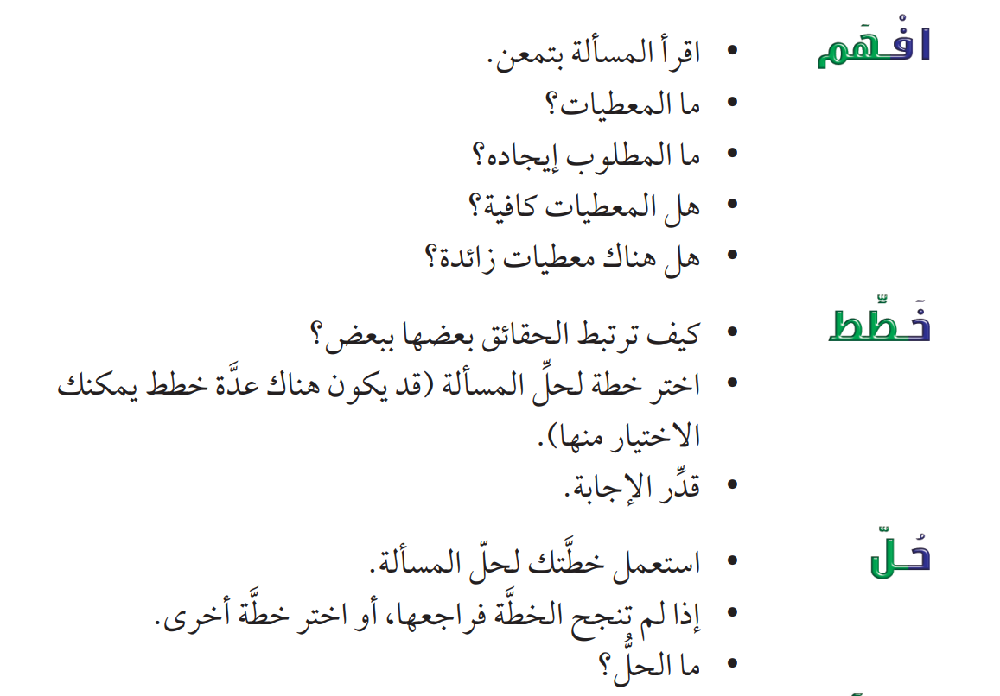 افْهَم
• اقرأ المسألة بتمعن.
• ما المعطيات؟
• ما المطلوب إيجاده؟
• هل المعطيات كافية؟
• هل هناك معطيات زائدة؟
خَطِّط
• كيف ترتبط الحقائق بعضها ببعض؟
• اختر خطة لحلِّ المسألة (قد يكون هناك عدَّة خطط يمكنك
الاختيار منها).
• قدِّر الإجابة.
حُلّ
• استعمل خطَّتك لحلّ المسألة.
• إذا لم تنجح الخطَّة فراجعها، أو اختر خطَّة أخرى.
• ما الحلُّ؟